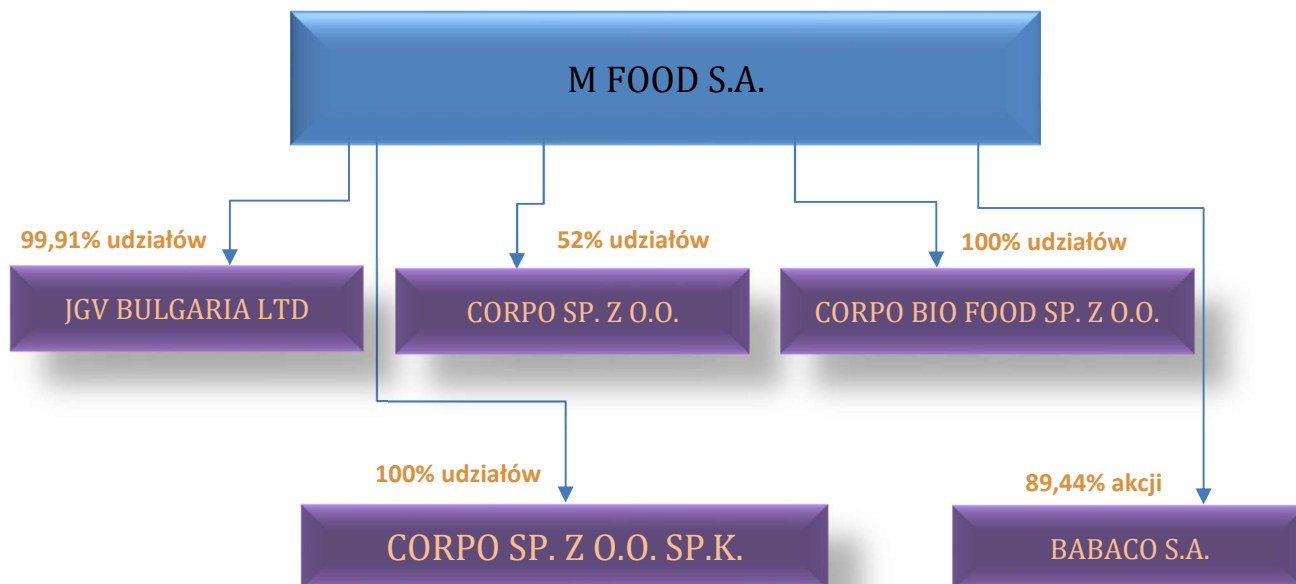 M FOOD S.A.
99,91% udziałów
52% udziałów
100% udziałów
JGV BULGARIA LTD
CORPO SP. Z O.O.
CORPO BIO FOOD SP. Z O.O.
100% udziałów
89,44% akcji
CORPO SP. Z O.O. SP.K.
BABACO S.A.